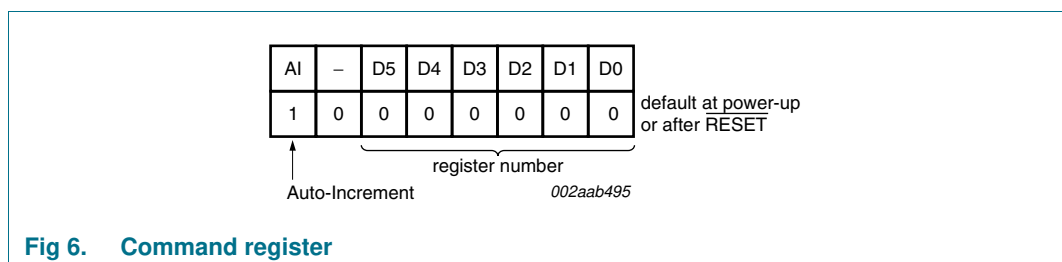 AI – D5 D4 D3 D2 D1 D0
1 0 0 0 0 0 0 0
default at power-up
or after RESET
register number
Auto-Increment
002aab495
Fig 6. Command register